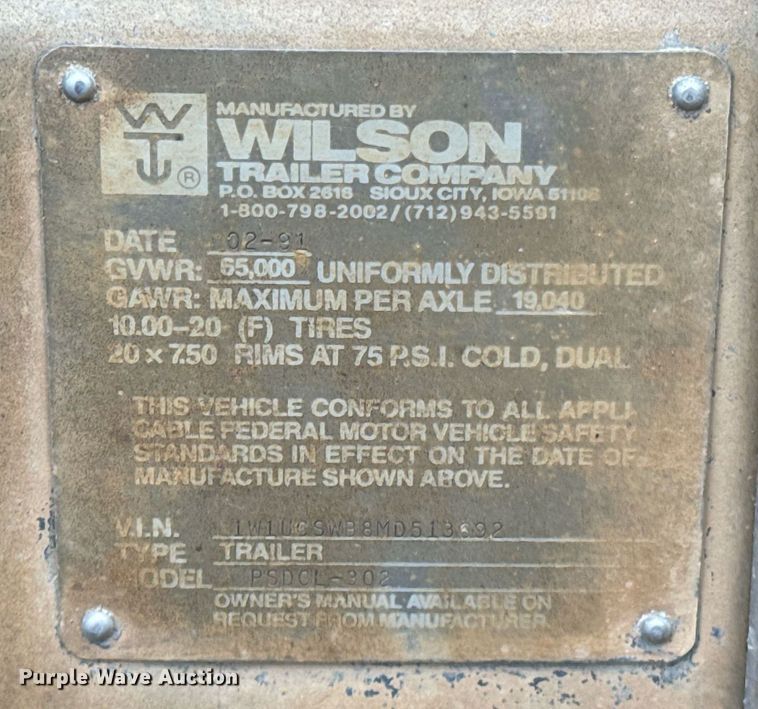 WT ®
MANUFACTURED BY
WILSON
TRAILER COMPANY
P.O. BOX 2616 SIOUX CITY, IOWA 51106
1-800-798-2002/(712)943-5591
DATE 02-91
GVWR: 65,000 UNIFORMLY DISTRIBUTED
GAWR: MAXIMUM PER AXLE 19,040
10.00-20 (F) TIRES
20 x 7.50 RIMS AT 75 P.S.I. COLD, DUAL
THIS VEHICLE CONFORMS TO ALL APPLI-
CABLE FEDERAL MOTOR VEHICLE SAFETY
STANDARDS IN EFFECT ON THE DATE OF
MANUFACTURE SHOWN ABOVE.
V.I.N.
TYPE TRAILER
MODEL PSDCL-302
OWNER'S MANUAL AVAILABLE ON
REQUEST FROM MANUFACTURER
Purple Wave Auction